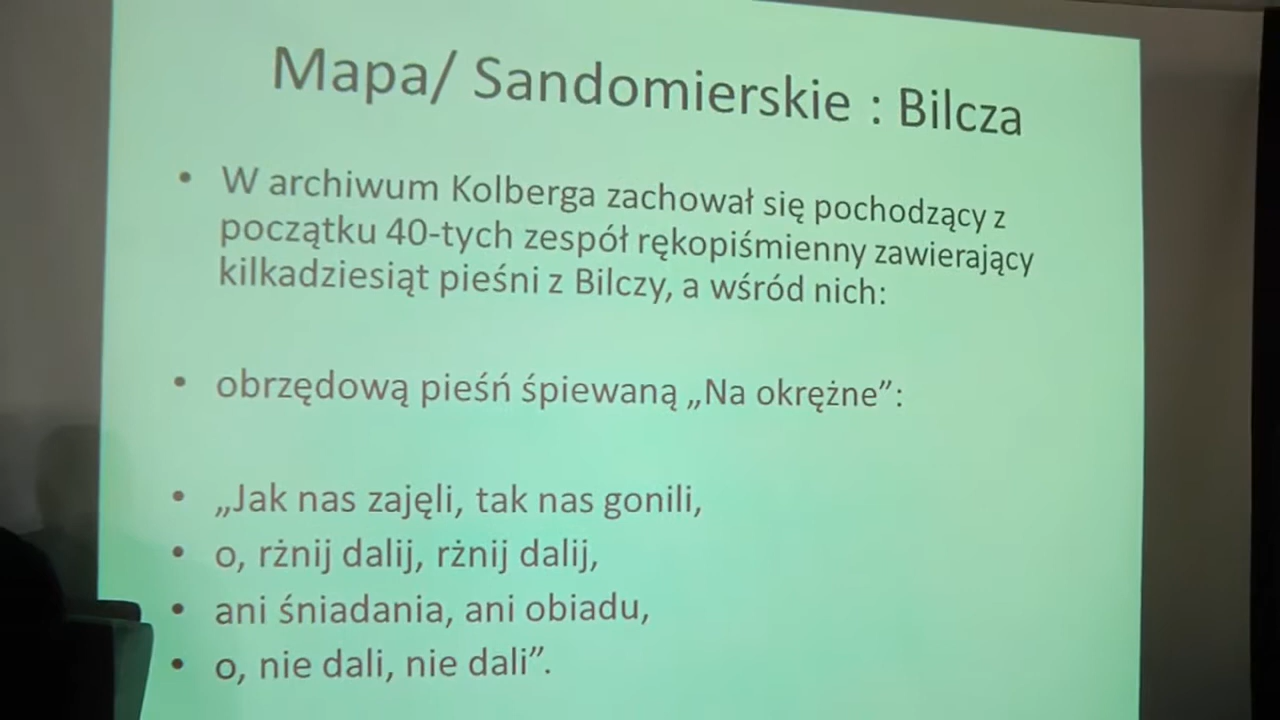 Mapa/ Sandomierskie : Bilcza
• W archiwum Kolberga zachował się pochodzący z
początku 40-tych zespół rękopiśmienny zawierający
kilkadziesiąt pieśni z Bilczy, a wśród nich:
• obrzędową pieśń śpiewaną „Na okrężne”:
• „Jak nas zajęli, tak nas gonili,
• o, rżnij dalij, rżnij dalij,
• ani śniadania, ani obiadu,
• o, nie dali, nie dali”.